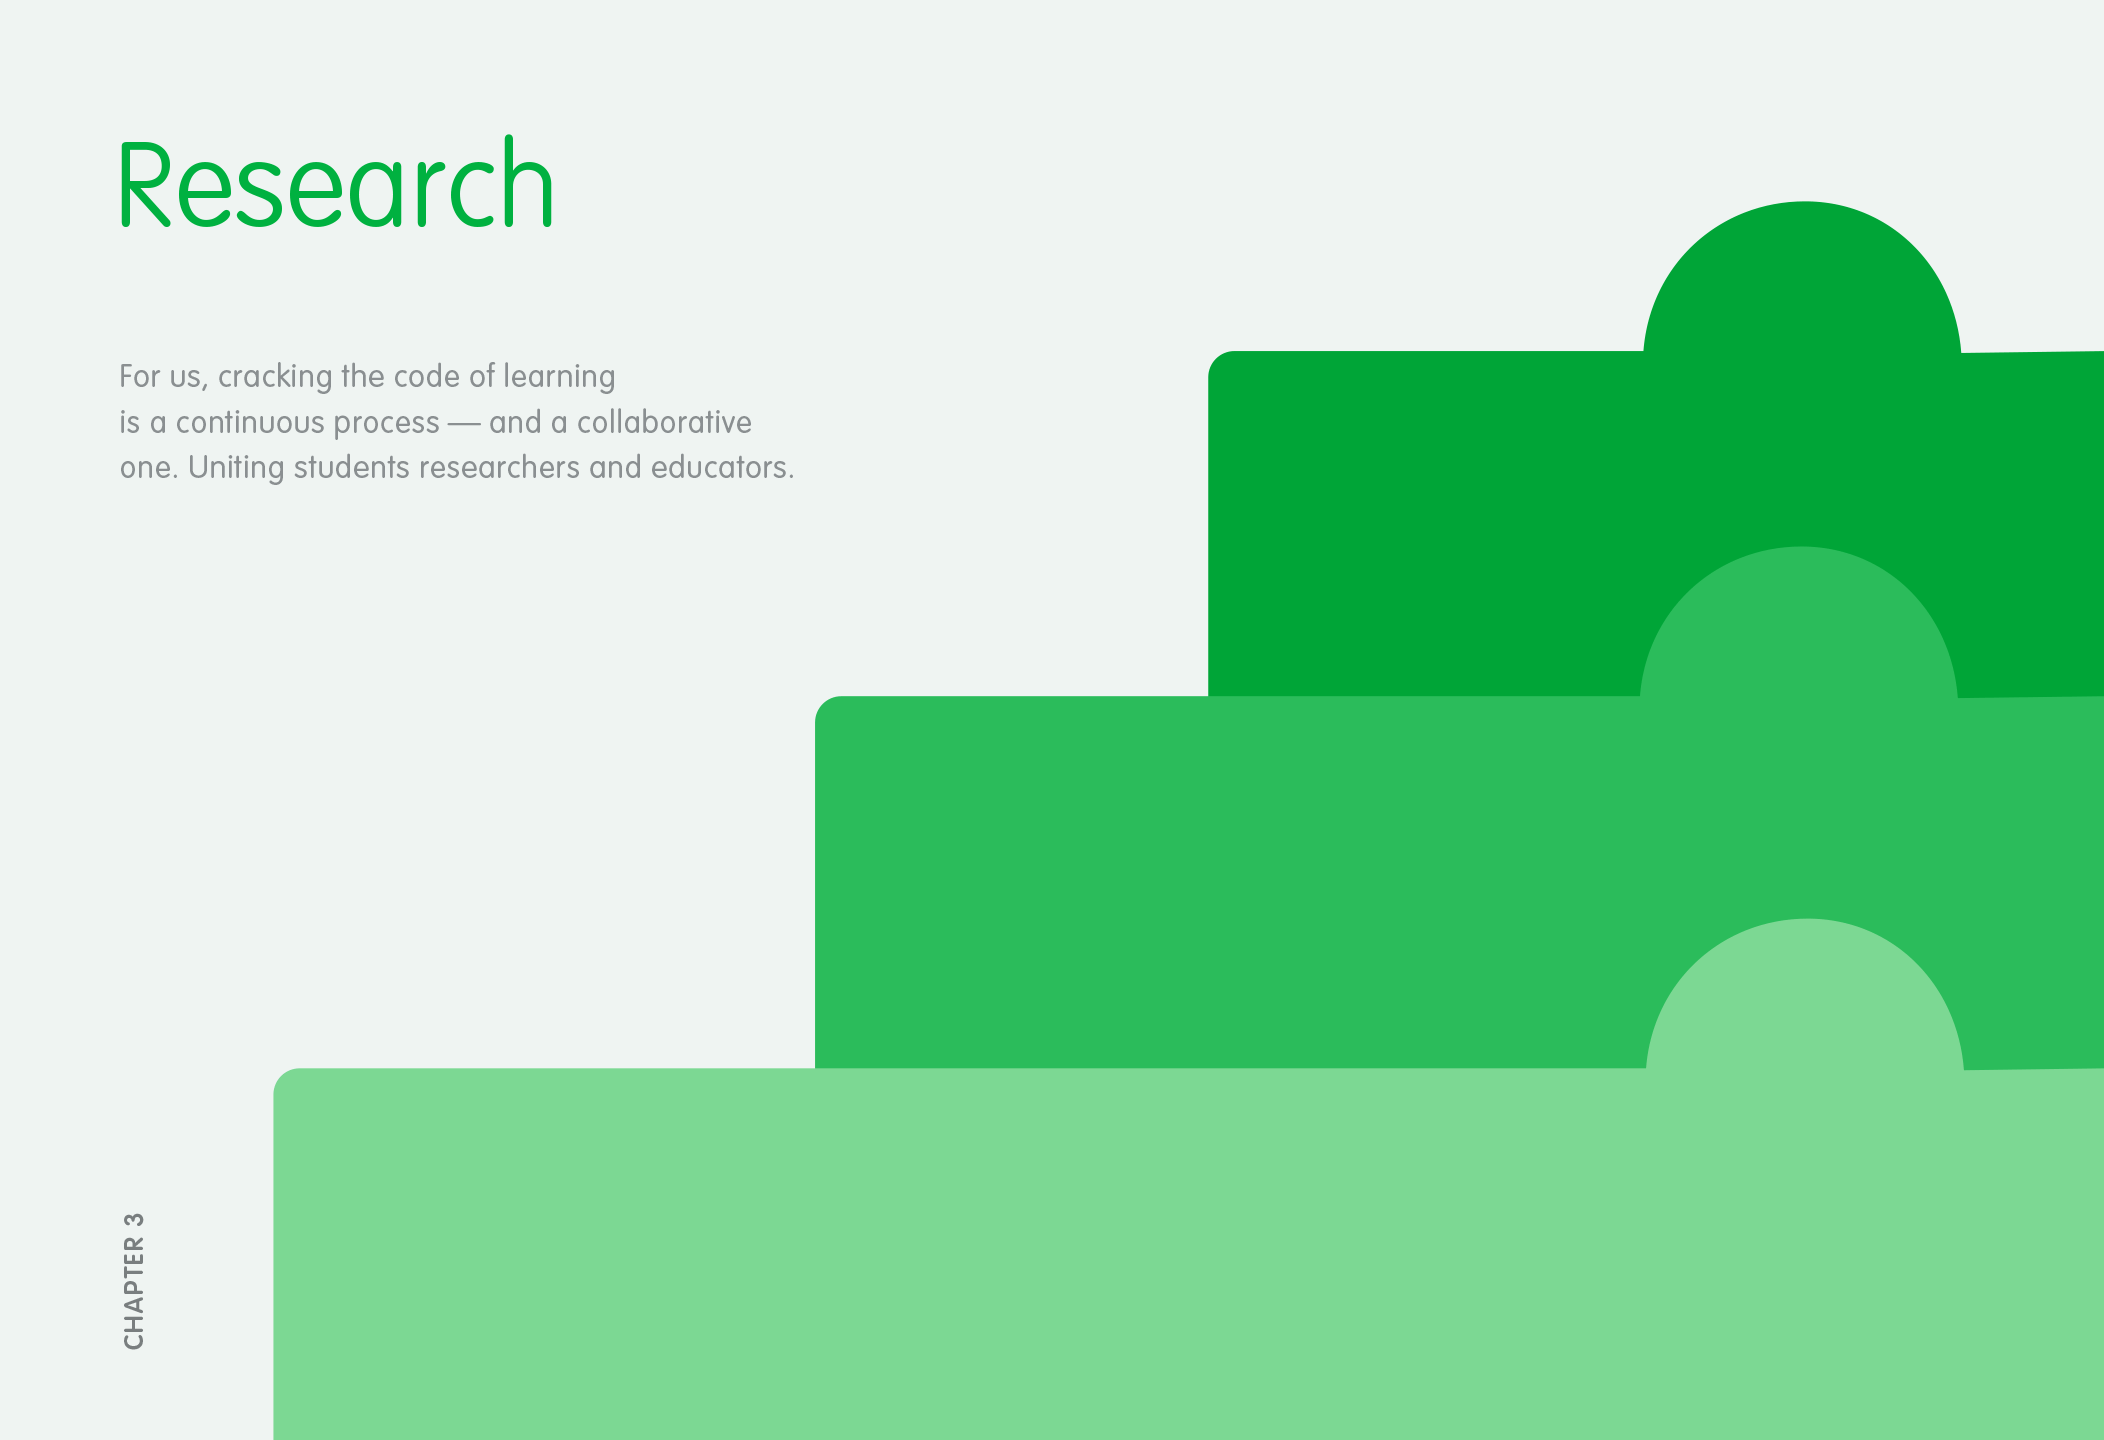 Research
For us, cracking the code of learning
is a continuous process — and a collaborative
one. Uniting students researchers and educators.
CHAPTER 3